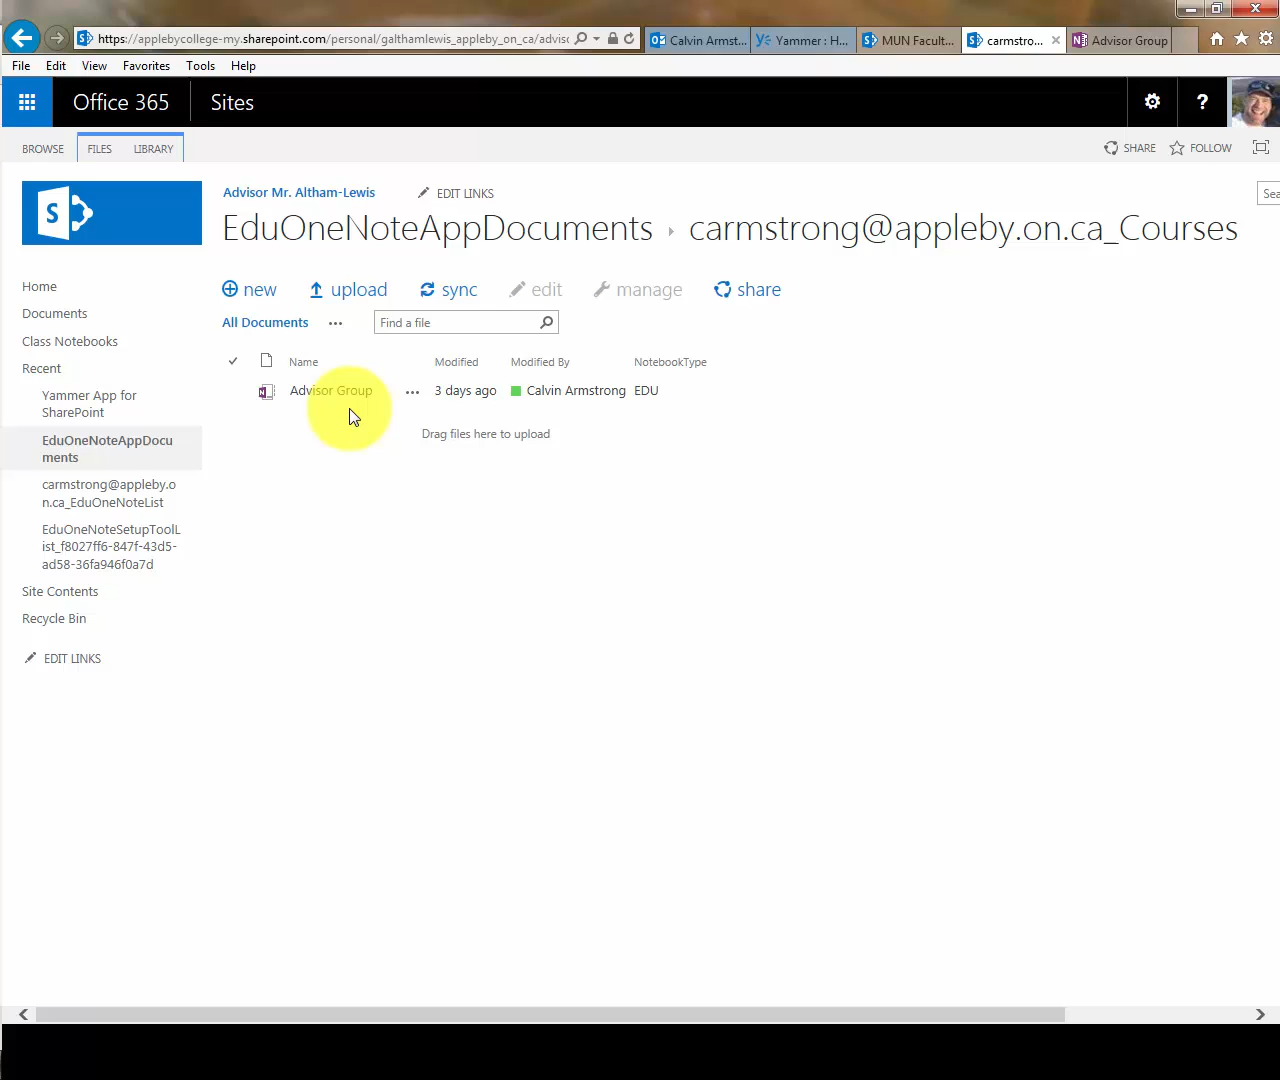 https://applebycollege-my.sharepoint.com/personal/galthamlewis_appleby_on_ca/adviso
Calvin Armst...
Yammer : H...
MUN Facult...
carmstro...
Advisor Group
File Edit View Favorites Tools Help
Office 365 Sites
BROWSE FILES LIBRARY
SHARE FOLLOW
Advisor Mr. Altham-Lewis
EDIT LINKS
Sea
EduOneNoteAppDocuments ▸ carmstrong@appleby.on.ca_Courses
new upload sync edit manage share
All Documents ... Find a file
Name Modified Modified By NotebookType
Advisor Group ... 3 days ago Calvin Armstrong EDU
Drag files here to upload
Home
Documents
Class Notebooks
Recent
Yammer App for
SharePoint
EduOneNoteAppDocu
ments
carmstrong@appleby.o
n.ca_EduOneNoteList
EduOneNoteSetupToolL
ist_f8027ff6-847f-43d5-
ad58-36fa946f0a7d
Site Contents
Recycle Bin
EDIT LINKS